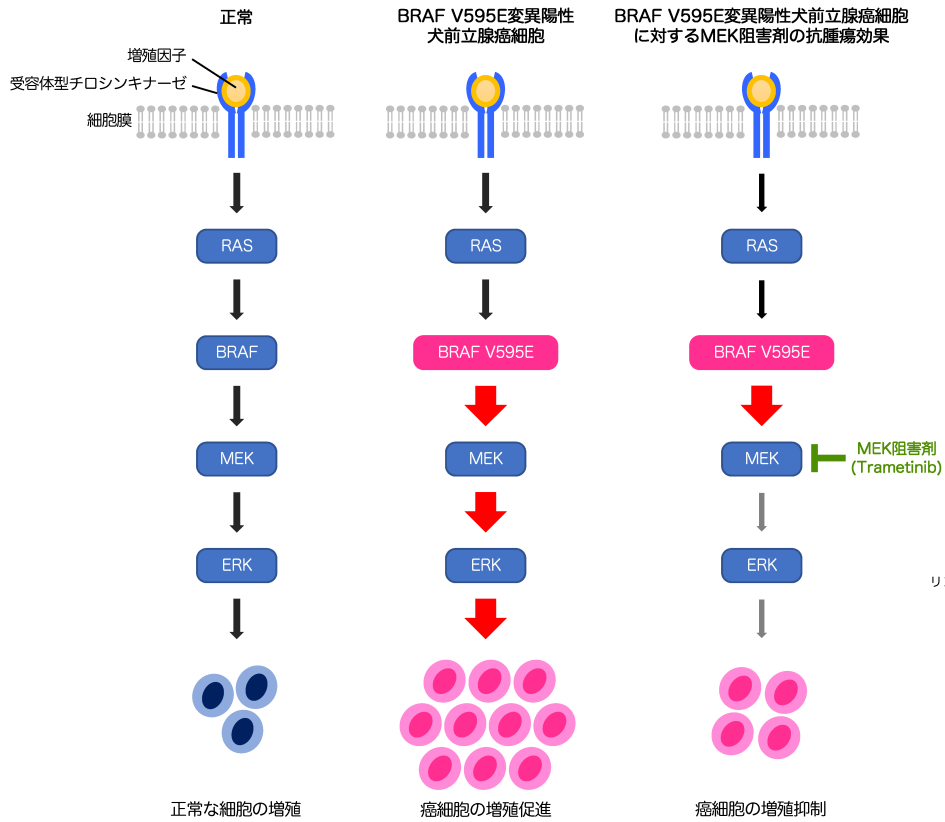 正常
BRAF V595E変異陽性
犬前立腺癌細胞
BRAF V595E変異陽性犬前立腺癌細胞
に対するMEK阻害剤の抗腫瘍効果
増殖因子
受容体型チロシンキナーゼ
細胞膜
RAS
RAS
RAS
BRAF
BRAF V595E
BRAF V595E
MEK
MEK
MEK
MEK阻害剤
(Trametinib)
ERK
ERK
ERK
正常な細胞の増殖
癌細胞の増殖促進
癌細胞の増殖抑制